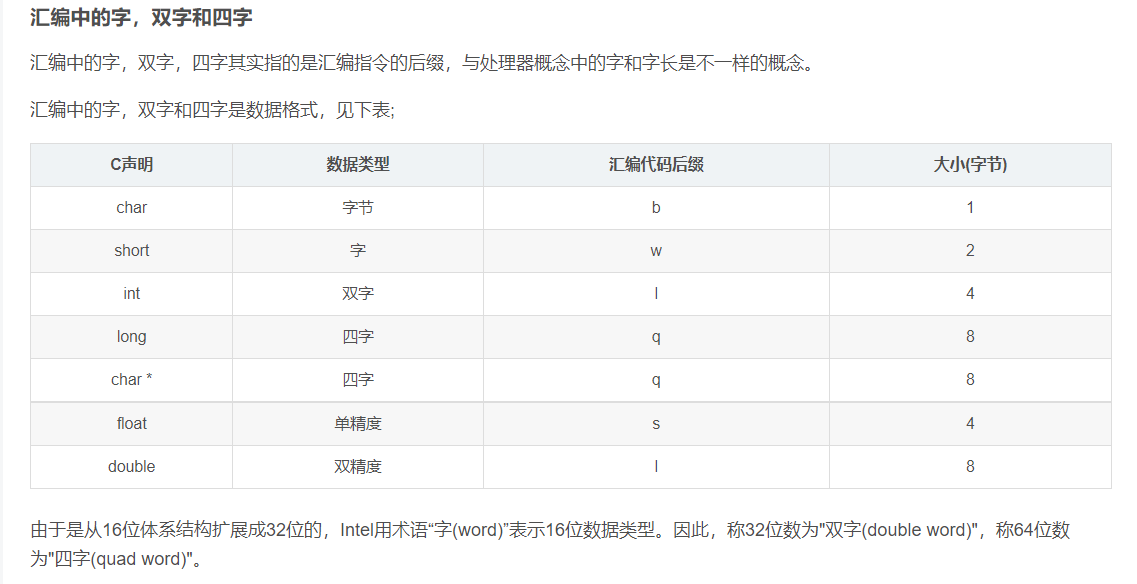 汇编中的字，双字和四字
汇编中的字，双字，四字其实指的是汇编指令的后缀，与处理器概念中的字和字长是不一样的概念。
汇编中的字，双字和四字是数据格式，见下表;
C声明 数据类型 汇编代码后缀 大小(字节)
char 字节 b 1
short 字 w 2
int 双字 l 4
long 四字 q 8
char * 四字 q 8
float 单精度 s 4
double 双精度 l 8
由于是从16位体系结构扩展成32位的，Intel用术语“字(word)”表示16位数据类型。因此，称32位数为"双字(double word)"，称64位数
为"四字(quad word)"。